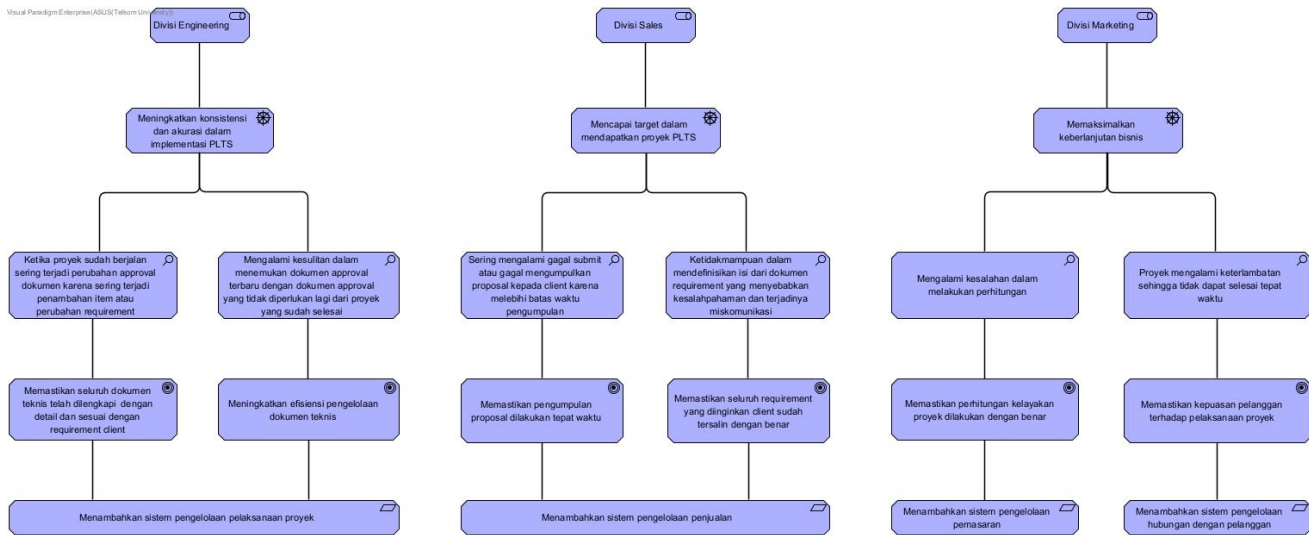 Visual Paradigm Enterprise(ASUS(Telkom University))
Divisi Engineering
Divisi Sales
Divisi Marketing
Meningkatkan konsistensi
dan akurasi dalam
implementasi PLTS
Mencapai target dalam
mendapatkan proyek PLTS
Memaksimalkan
keberlanjutan bisnis
Ketika proyek sudah berjalan
sering terjadi perubahan approval
dokumen karena sering terjadi
penambahan item atau
perubahan requirement
Mengalami kesulitan dalam
menemukan dokumen approval
terbaru dengan dokumen approval
yang tidak diperlukan lagi dari proyek
yang sudah selesai
Sering mengalami gagal submit
atau gagal mengumpulkan
proposal kepada client karena
melebihi batas waktu
pengumpulan
Ketidakmampuan dalam
mendefinisikan isi dari dokumen
requirement yang menyebabkan
kesalahpahaman dan terjadinya
miskomunikasi
Mengalami kesalahan dalam
melakukan perhitungan
Proyek mengalami keterlambatan
sehingga tidak dapat selesai tepat
waktu
Memastikan seluruh dokumen
teknis telah dilengkapi dengan
detail dan sesuai dengan
requirement client
Meningkatkan efisiensi pengelolaan
dokumen teknis
Memastikan pengumpulan
proposal dilakukan tepat waktu
Memastikan seluruh requirement
yang diinginkan client sudah
tersalin dengan benar
Memastikan perhitungan kelayakan
proyek dilakukan dengan benar
Memastikan kepuasan pelanggan
terhadap pelaksanaan proyek
Menambahkan sistem pengelolaan pelaksanaan proyek
Menambahkan sistem pengelolaan penjualan
Menambahkan sistem pengelolaan
pemasaran
Menambahkan sistem pengelolaan
hubungan dengan pelanggan